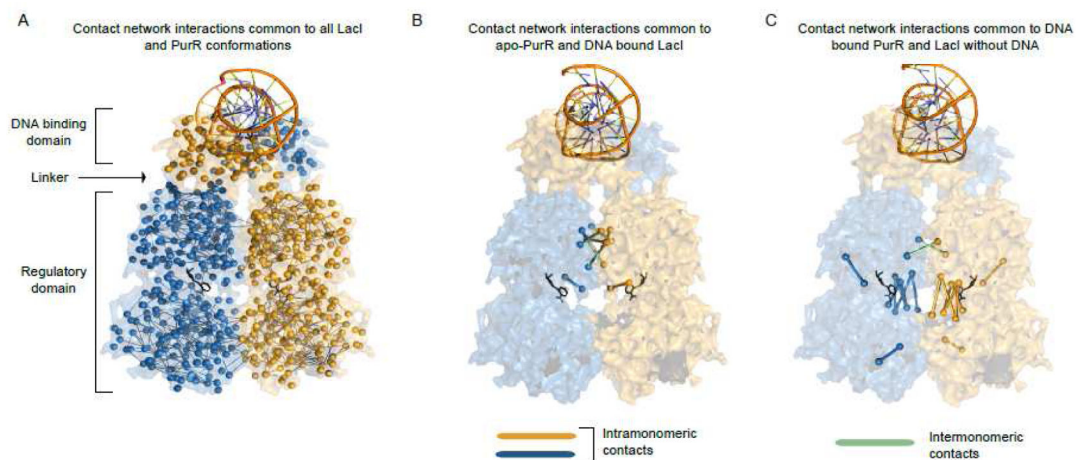 A
Contact network interactions common to all LacI
and PurR conformations
DNA binding
domain
Linker
Regulatory
domain
B
Contact network interactions common to
apo-PurR and DNA bound LacI
C
Contact network interactions common to DNA
bound PurR and LacI without DNA
Intramonomeric
contacts
Intermonomeric
contacts